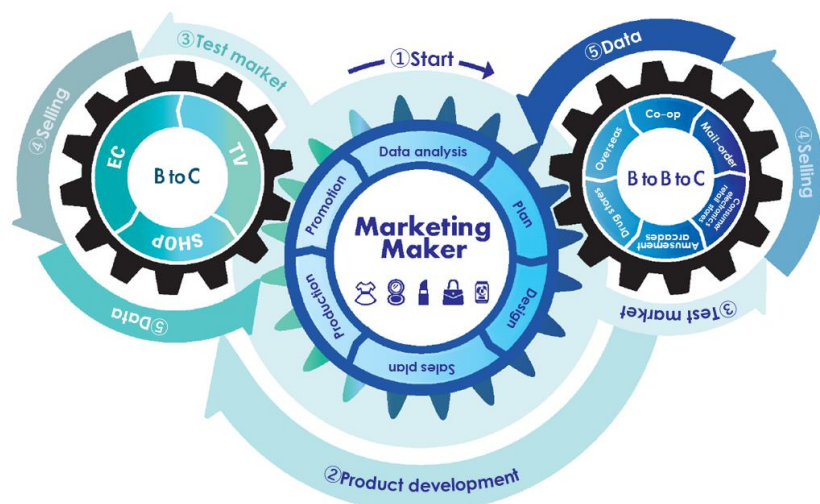 ①Start
③Test market
④Selling
EC
TV
SHOP
B to C
⑤Data
Data analysis
Plan
Design
Sales plan
Production
Promotion
Marketing
Maker
②Product development
⑤Data
④Selling
③Test market
Co-op
Mail-order
Consumer
electronics
retail stores
Amusement
arcades
Drug stores
Overseas
B to B to C